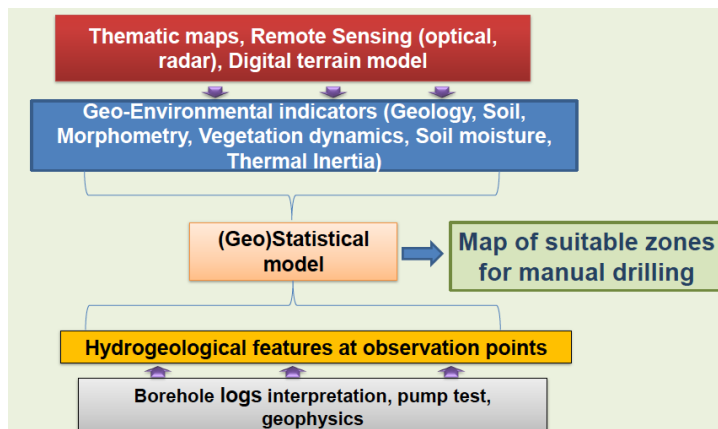 Thematic maps, Remote Sensing (optical,
radar), Digital terrain model
Geo-Environmental indicators (Geology, Soil,
Morphometry, Vegetation dynamics, Soil moisture,
Thermal Inertia)
(Geo)Statistical
model
Map of suitable zones
for manual drilling
Hydrogeological features at observation points
Borehole logs interpretation, pump test,
geophysics